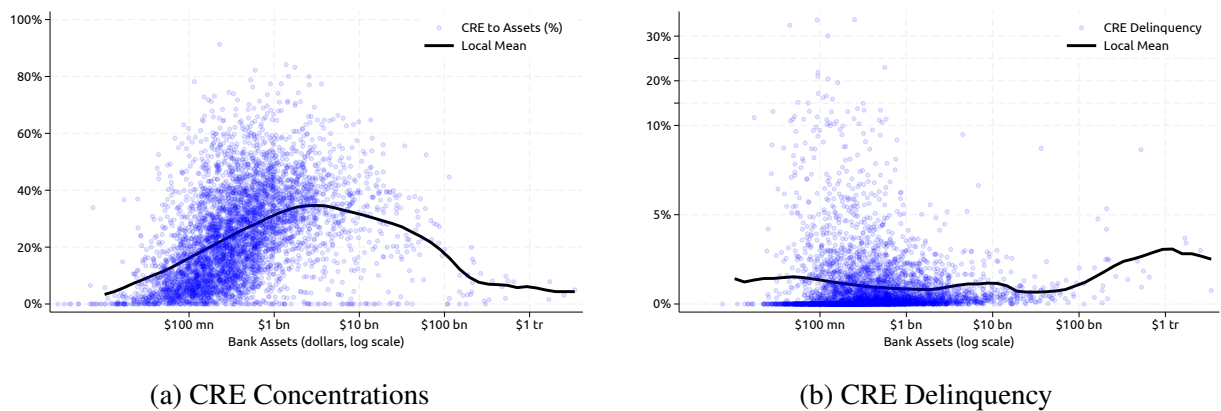 100%
80%
60%
40%
20%
0%
CRE to Assets (%)
Local Mean
$100 mn
$1 bn
$10 bn
$100 bn
$1 tr
Bank Assets (dollars, log scale)
(a) CRE Concentrations
30%
20%
10%
5%
0%
CRE Delinquency
Local Mean
$100 mn
$1 bn
$10 bn
$100 bn
$1 tr
Bank Assets (log scale)
(b) CRE Delinquency